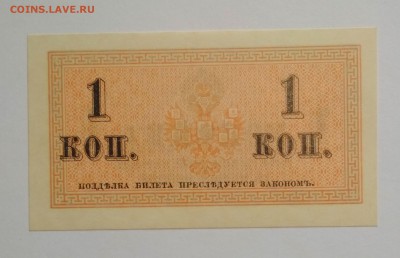 COINS.LAVE.RU
1 1
КОП. КОП.
ПОДДѢЛКА БИЛЕТА ПРЕСЛѢДУЕТСЯ ЗАКОНОМЪ.